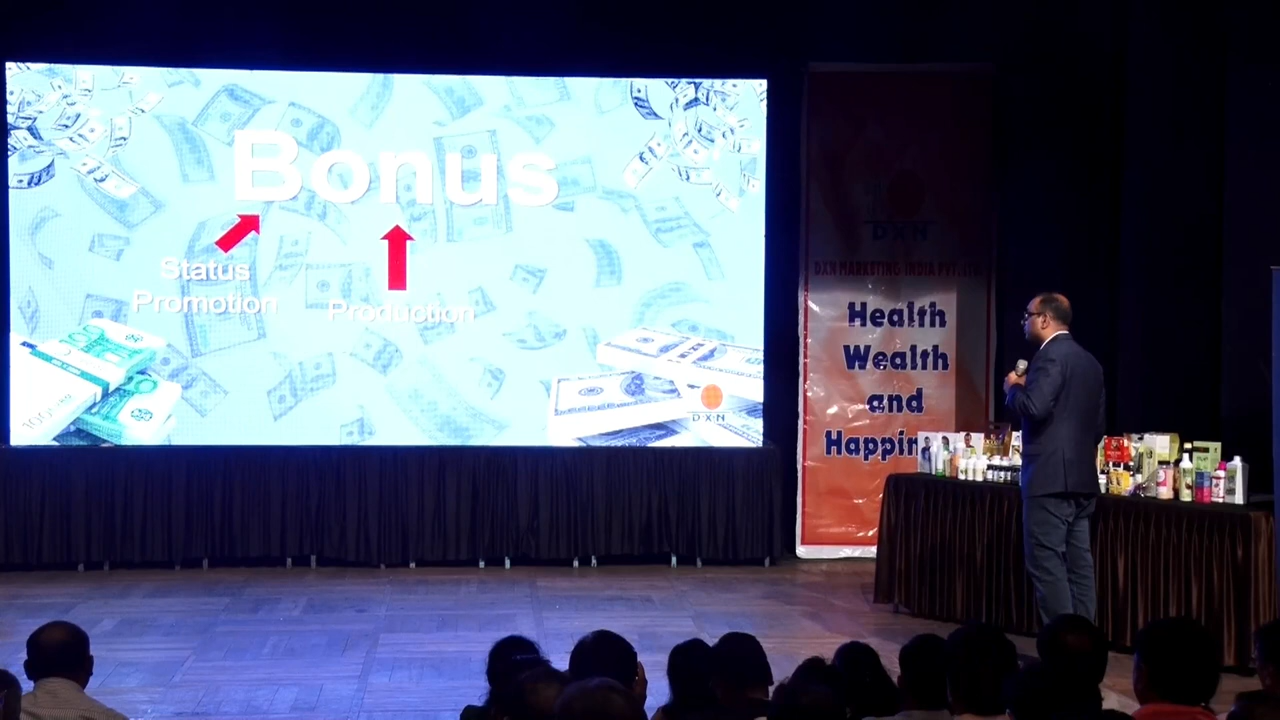 Bonus
Status
Promotion
Production
DXN
DXN
DXN MARKETING INDIA PVT. LTD
Health
Wealth
and
Happin